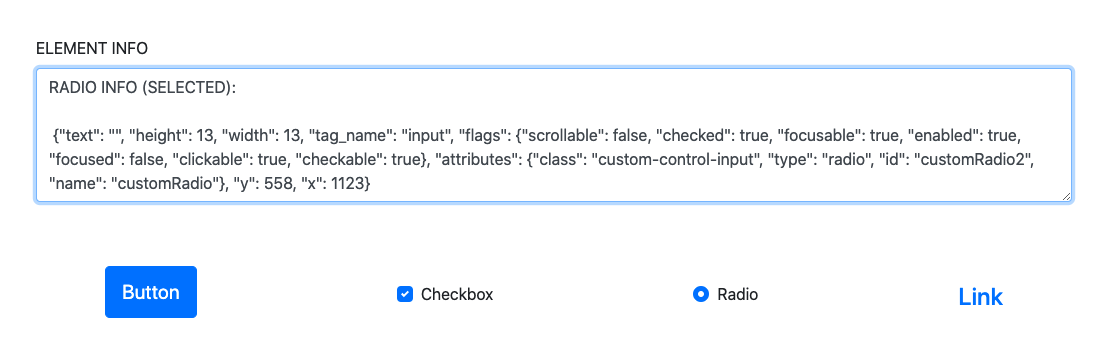 ELEMENT INFO
RADIO INFO (SELECTED):
{"text": "", "height": 13, "width": 13, "tag_name": "input", "flags": {"scrollable": false, "checked": true, "focusable": true, "enabled": true,
"focused": false, "clickable": true, "checkable": true}, "attributes": {"class": "custom-control-input", "type": "radio", "id": "customRadio2",
"name": "customRadio"}, "y": 558, "x": 1123}
Button
Checkbox
Radio
Link